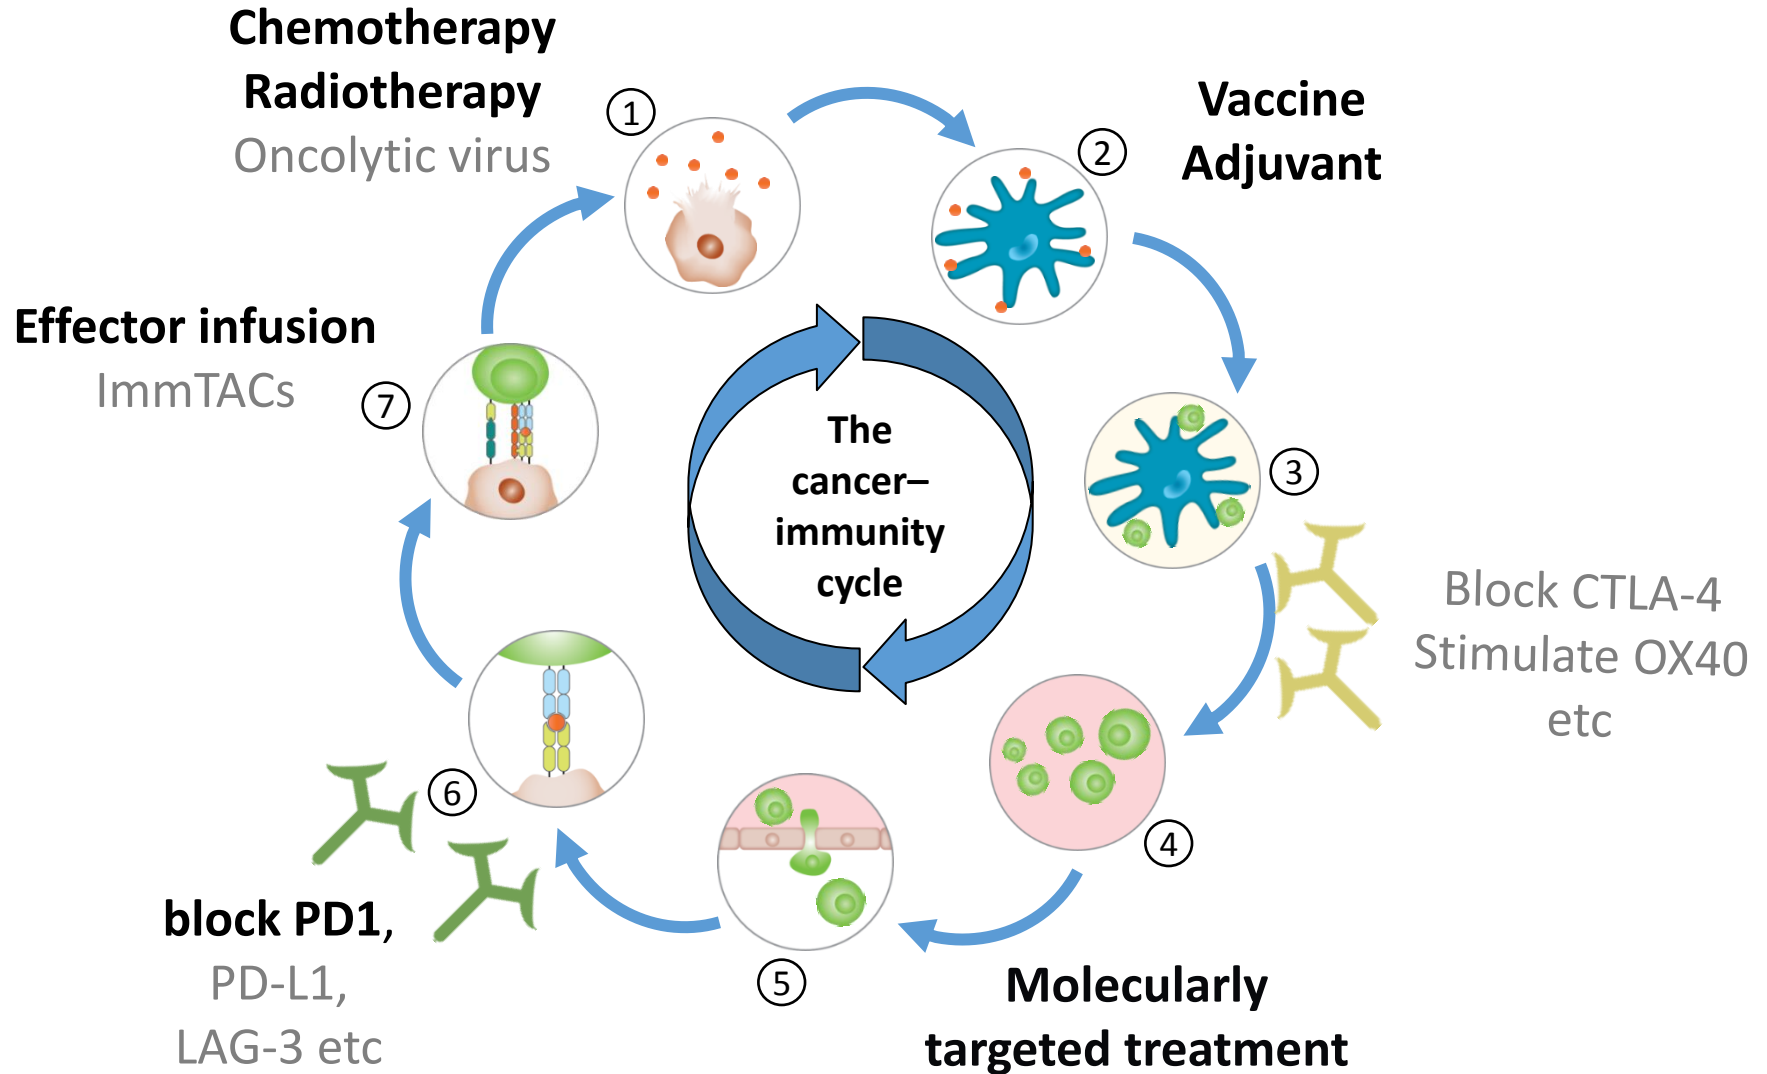 Chemotherapy
Radiotherapy
Oncolytic virus
1
2
Vaccine
Adjuvant
Effector infusion
ImmTACs
7
The
cancer–
immunity
cycle
3
Block CTLA-4
Stimulate OX40
etc
6
4
block PD1,
PD-L1,
LAG-3 etc
5
Molecularly
targeted treatment